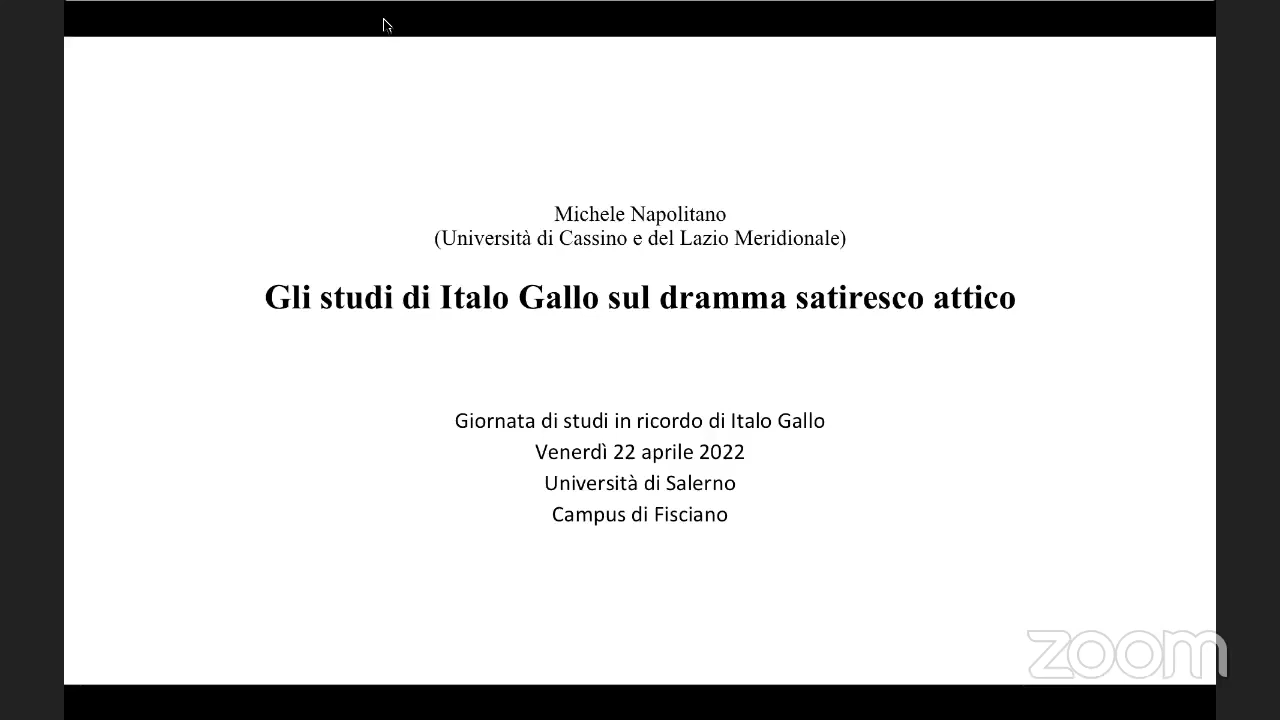 Michele Napolitano
(Università di Cassino e del Lazio Meridionale)
Gli studi di Italo Gallo sul dramma satiresco attico
Giornata di studi in ricordo di Italo Gallo
Venerdì 22 aprile 2022
Università di Salerno
Campus di Fisciano
zoom